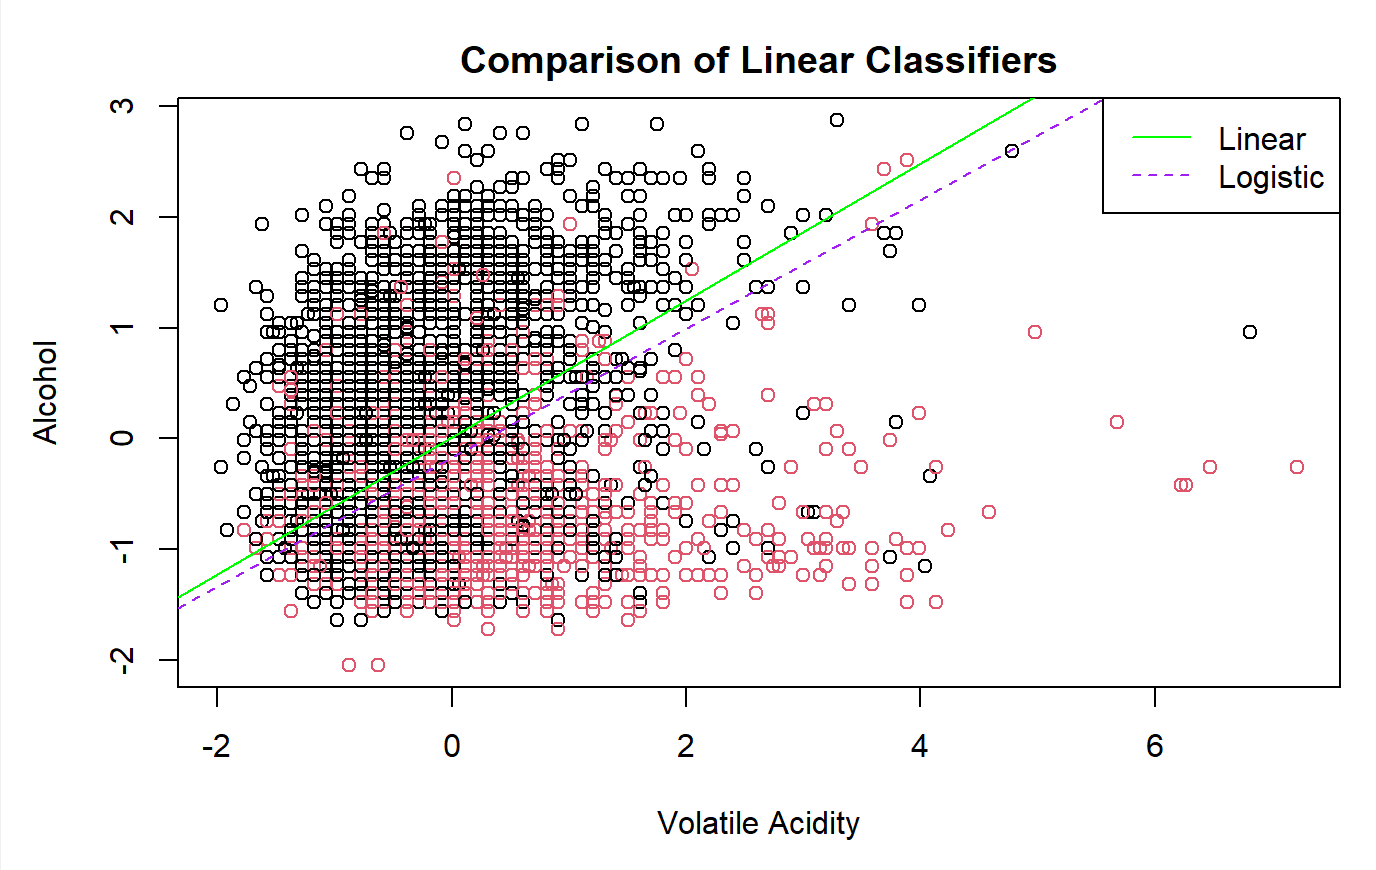 Comparison of Linear Classifiers
Linear
Logistic
3
2
1
0
-1
-2
Alcohol
-2
0
2
4
6
Volatile Acidity